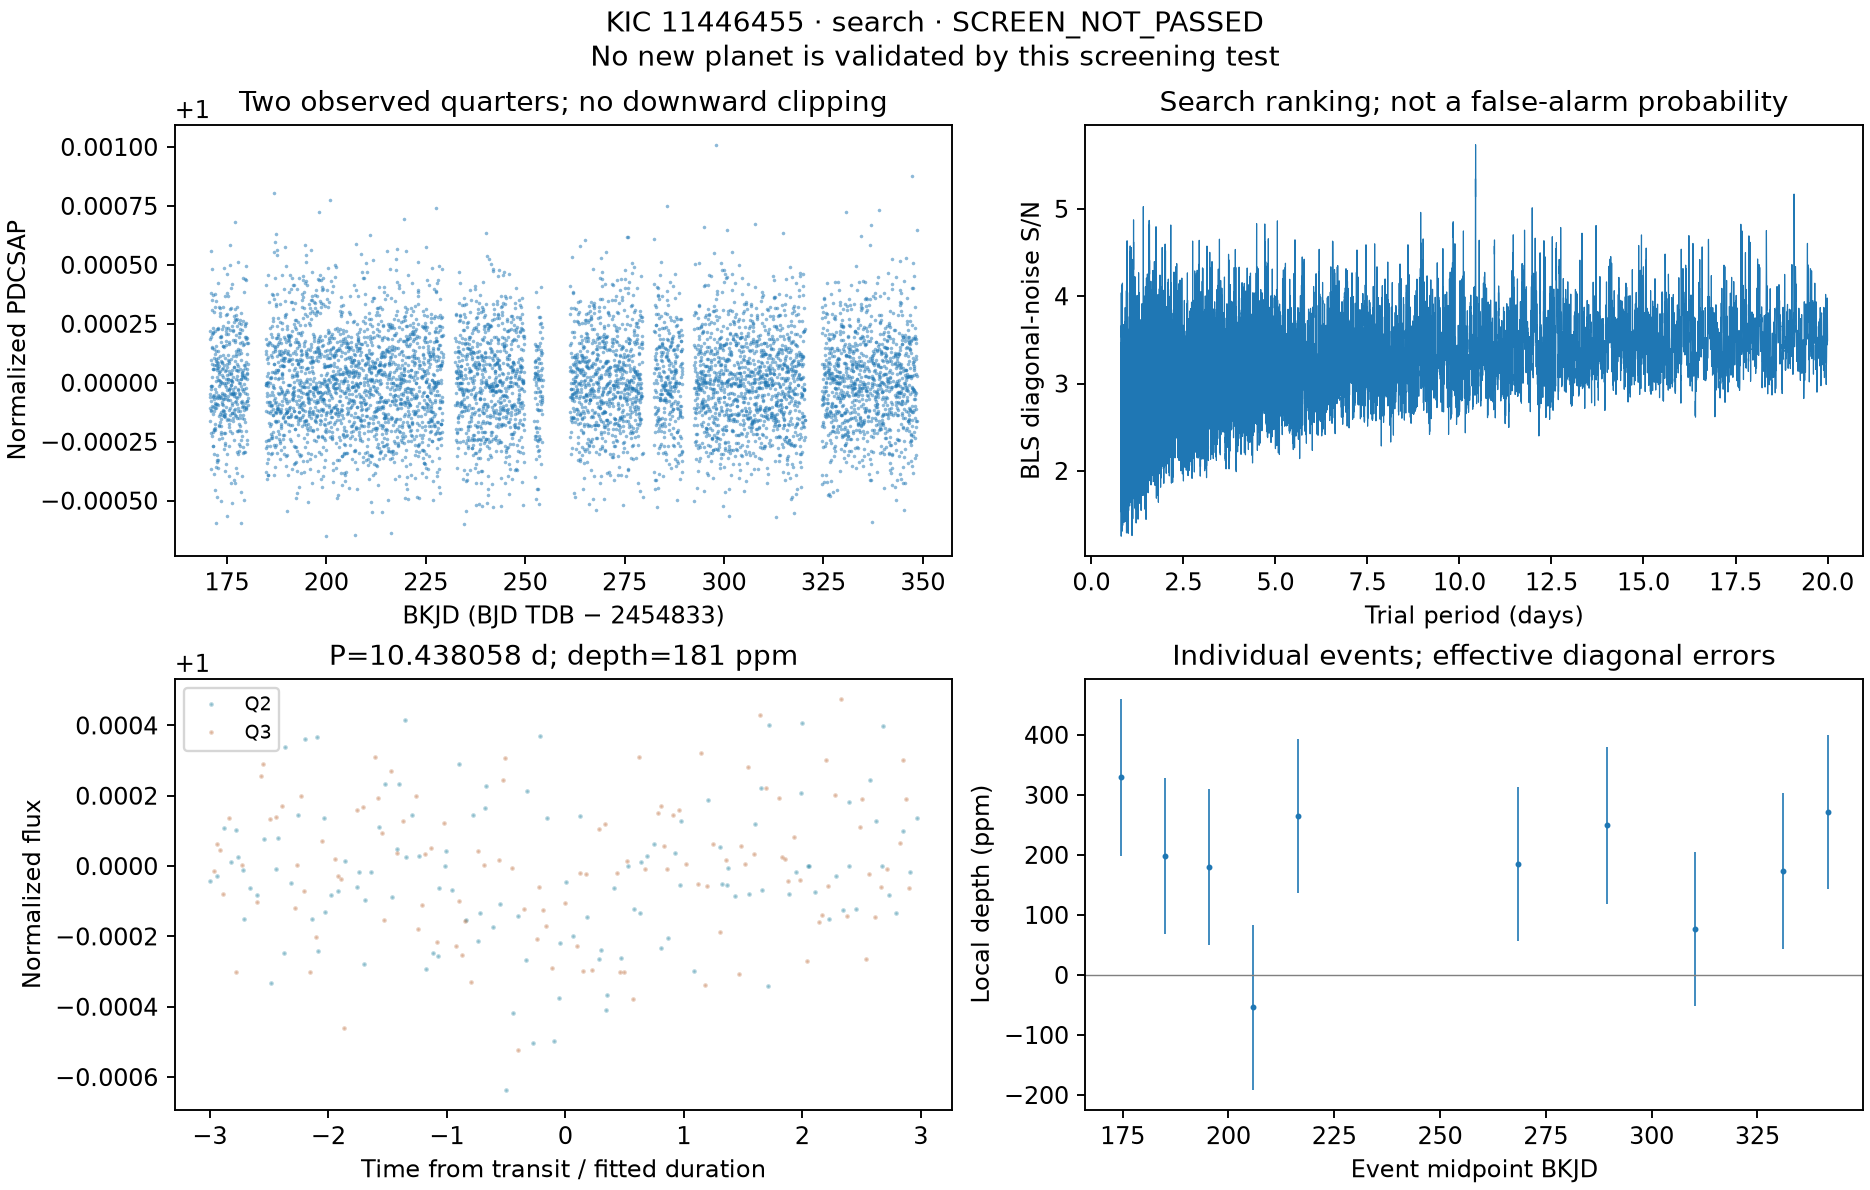 KIC 11446455 · search · SCREEN_NOT_PASSED
No new planet is validated by this screening test
+1
Two observed quarters; no downward clipping
0.00100
0.00075
0.00050
0.00025
0.00000
−0.00025
−0.00050
Normalized PDCSAP
175 200 225 250 275 300 325 350
BKJD (BJD TDB − 2454833)
Search ranking; not a false-alarm probability
5
4
3
2
BLS diagonal-noise S/N
0.0 2.5 5.0 7.5 10.0 12.5 15.0 17.5 20.0
Trial period (days)
+1
P=10.438058 d; depth=181 ppm
Q2
Q3
0.0004
0.0002
0.0000
−0.0002
−0.0004
−0.0006
Normalized flux
−3 −2 −1 0 1 2 3
Time from transit / fitted duration
Individual events; effective diagonal errors
400
300
200
100
0
−100
−200
Local depth (ppm)
175 200 225 250 275 300 325
Event midpoint BKJD